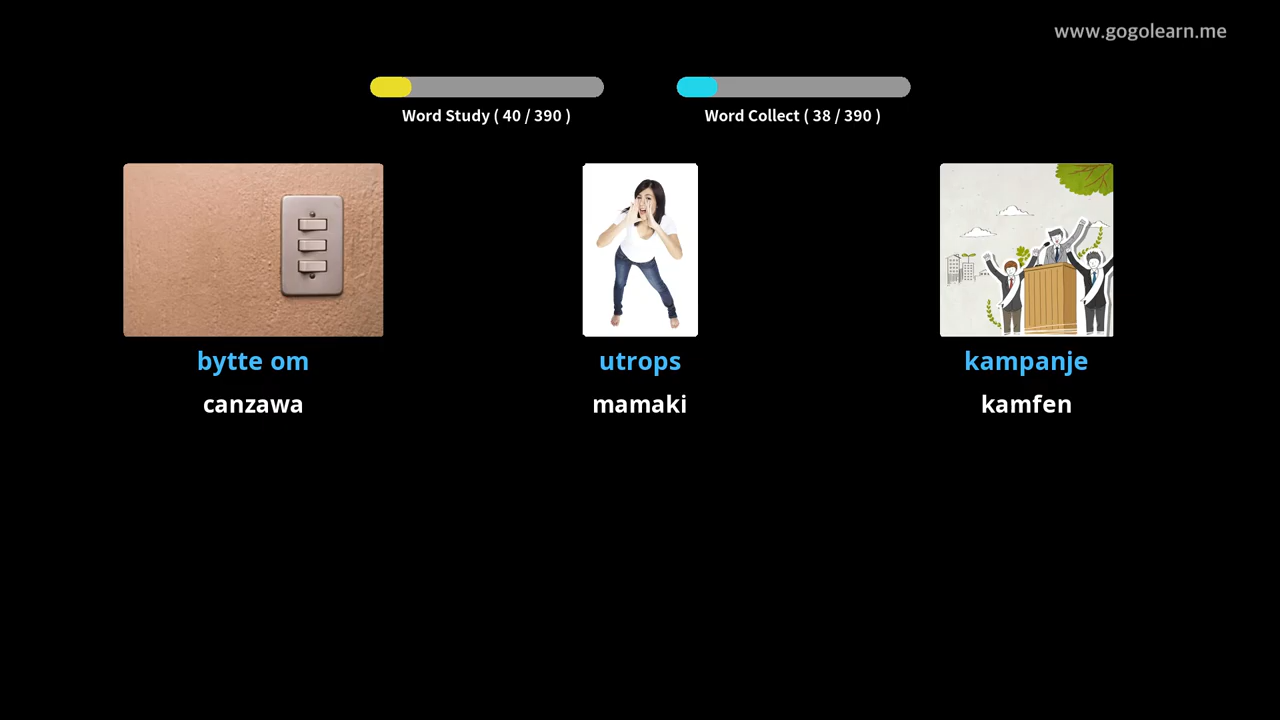 www.gogolearn.me
Word Study ( 40 / 390 )
Word Collect ( 38 / 390 )
bytte om
utrops
kampanje
canzawa
mamaki
kamfen